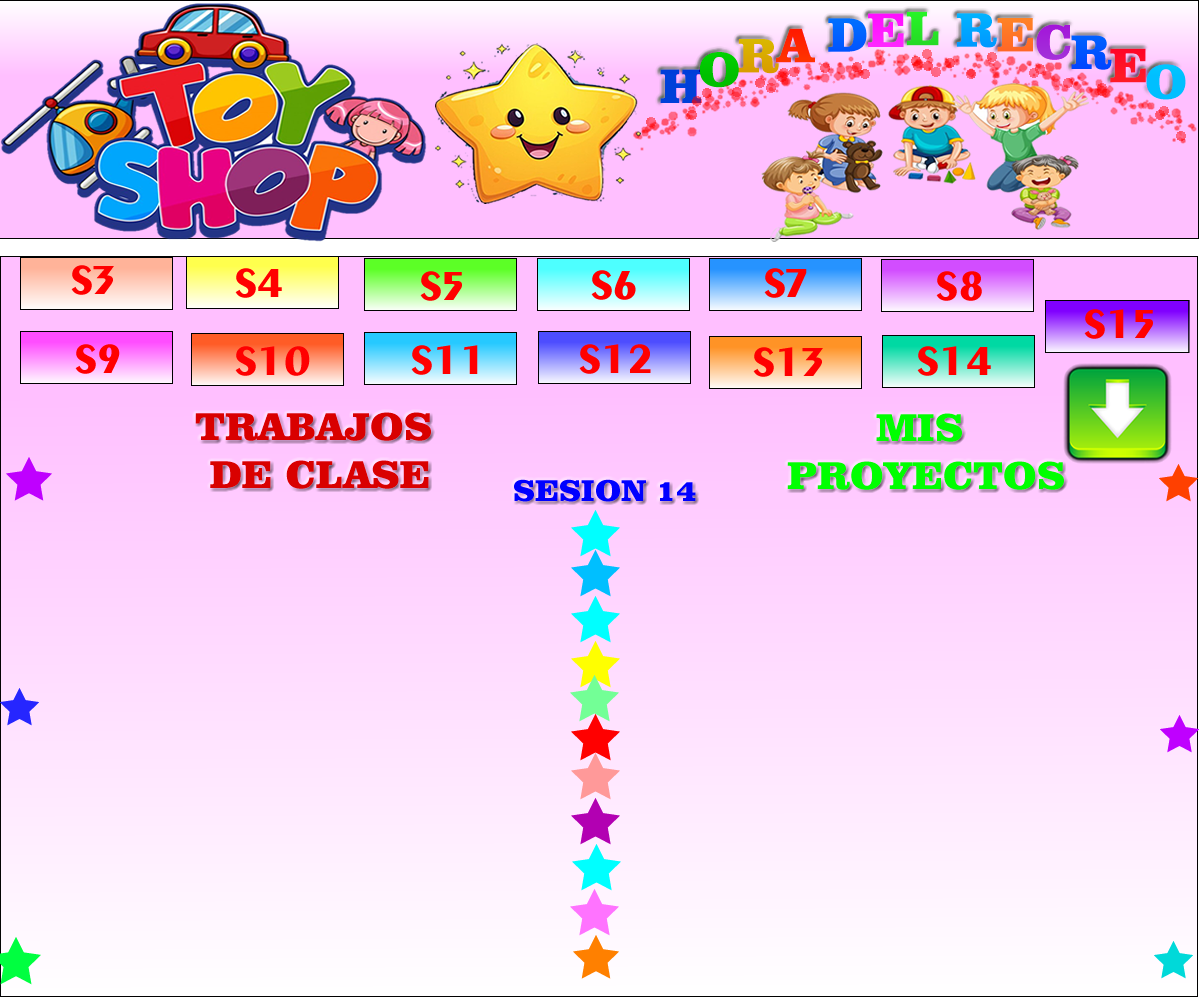 TOY
SHOP
HORA DEL RECREO
S3
S4
S5
S6
S7
S8
S9
S10
S11
S12
S13
S14
S15
TRABAJOS
DE CLASE
MIS
PROYECTOS
SESION 14